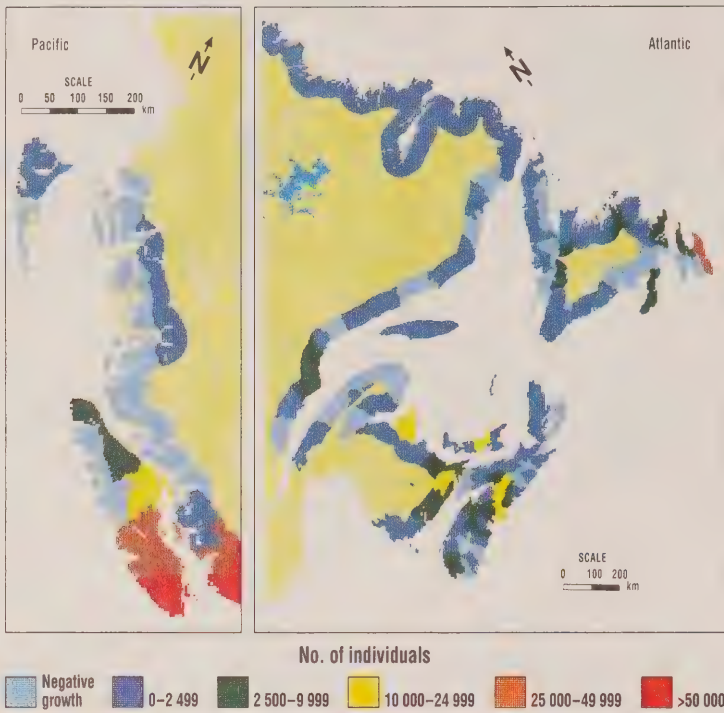 Pacific
N
SCALE
0 50 100 150 200
km
Atlantic
N
SCALE
0 100 200
km
No. of individuals
Negative growth
0–2 499
2 500–9 999
10 000–24 999
25 000–49 999
>50 000